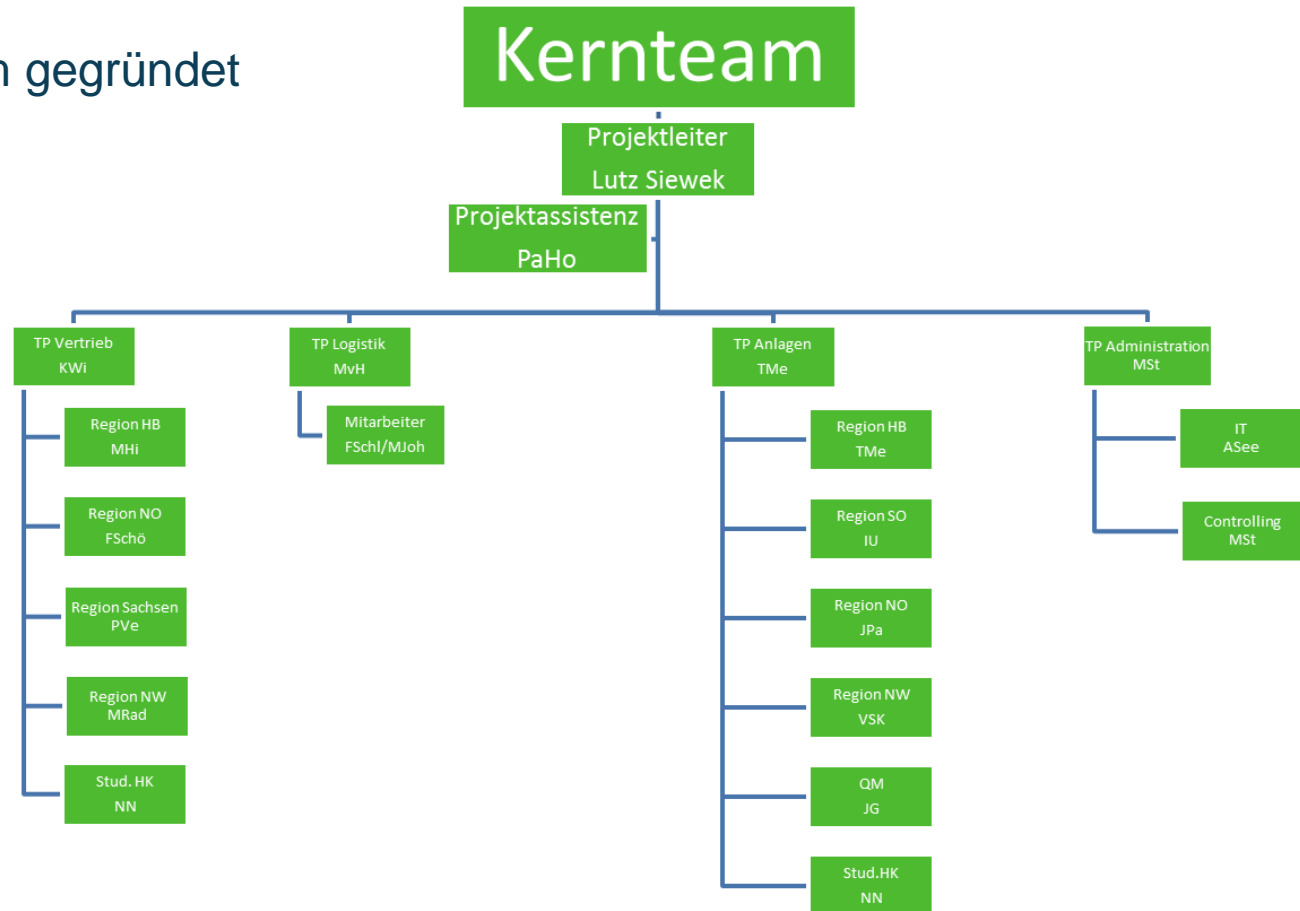 n gegründet
Kernteam
Projektleiter
Lutz Siewek
Projektassistenz
PaHo
TP Vertrieb
KWi
Region HB
MHi
Region NO
FSchö
Region Sachsen
PVe
Region NW
MRad
Stud. HK
NN
TP Logistik
MvH
Mitarbeiter
FSchl/MJoh
TP Anlagen
TMe
Region HB
TMe
Region SO
IU
Region NO
JPa
Region NW
VSK
QM
JG
Stud.HK
NN
TP Administration
MSt
IT
ASee
Controlling
MSt